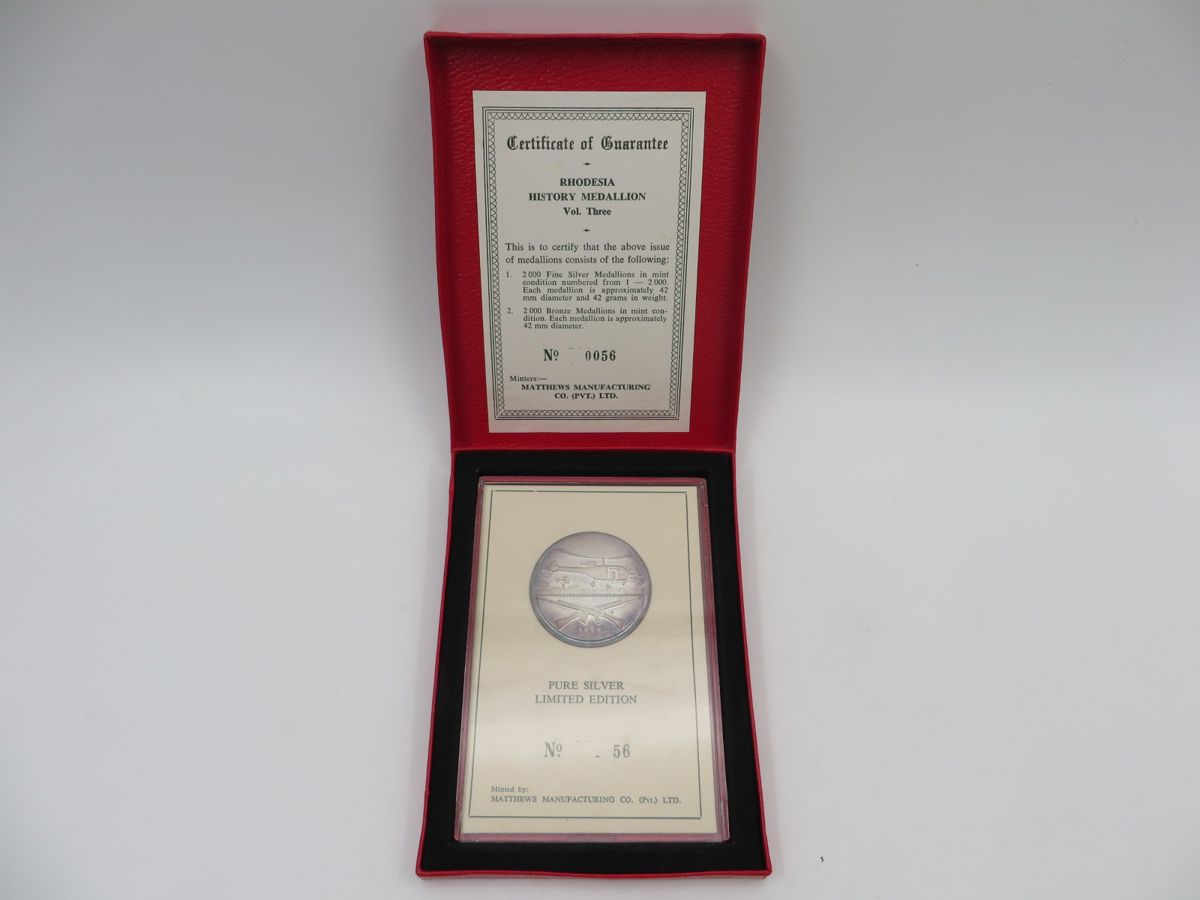 Certificate of Guarantee
RHODESIA
HISTORY MEDALLION
Vol. Three
This is to certify that the above issue
of medallions consists of the following:
1. 2 000 Fine Silver Medallions in mint
condition numbered from 1 — 2 000.
Each medallion is approximately 42
mm diameter and 42 grams in weight.
2. 2 000 Bronze Medallions in mint con-
dition. Each medallion is approximately
42 mm diameter.
No. 0056
Minters:—
MATTHEWS MANUFACTURING
CO. (PVT.) LTD.
PURE SILVER
LIMITED EDITION
No. 56
Minted by:
MATTHEWS MANUFACTURING CO. (Pvt.) LTD.